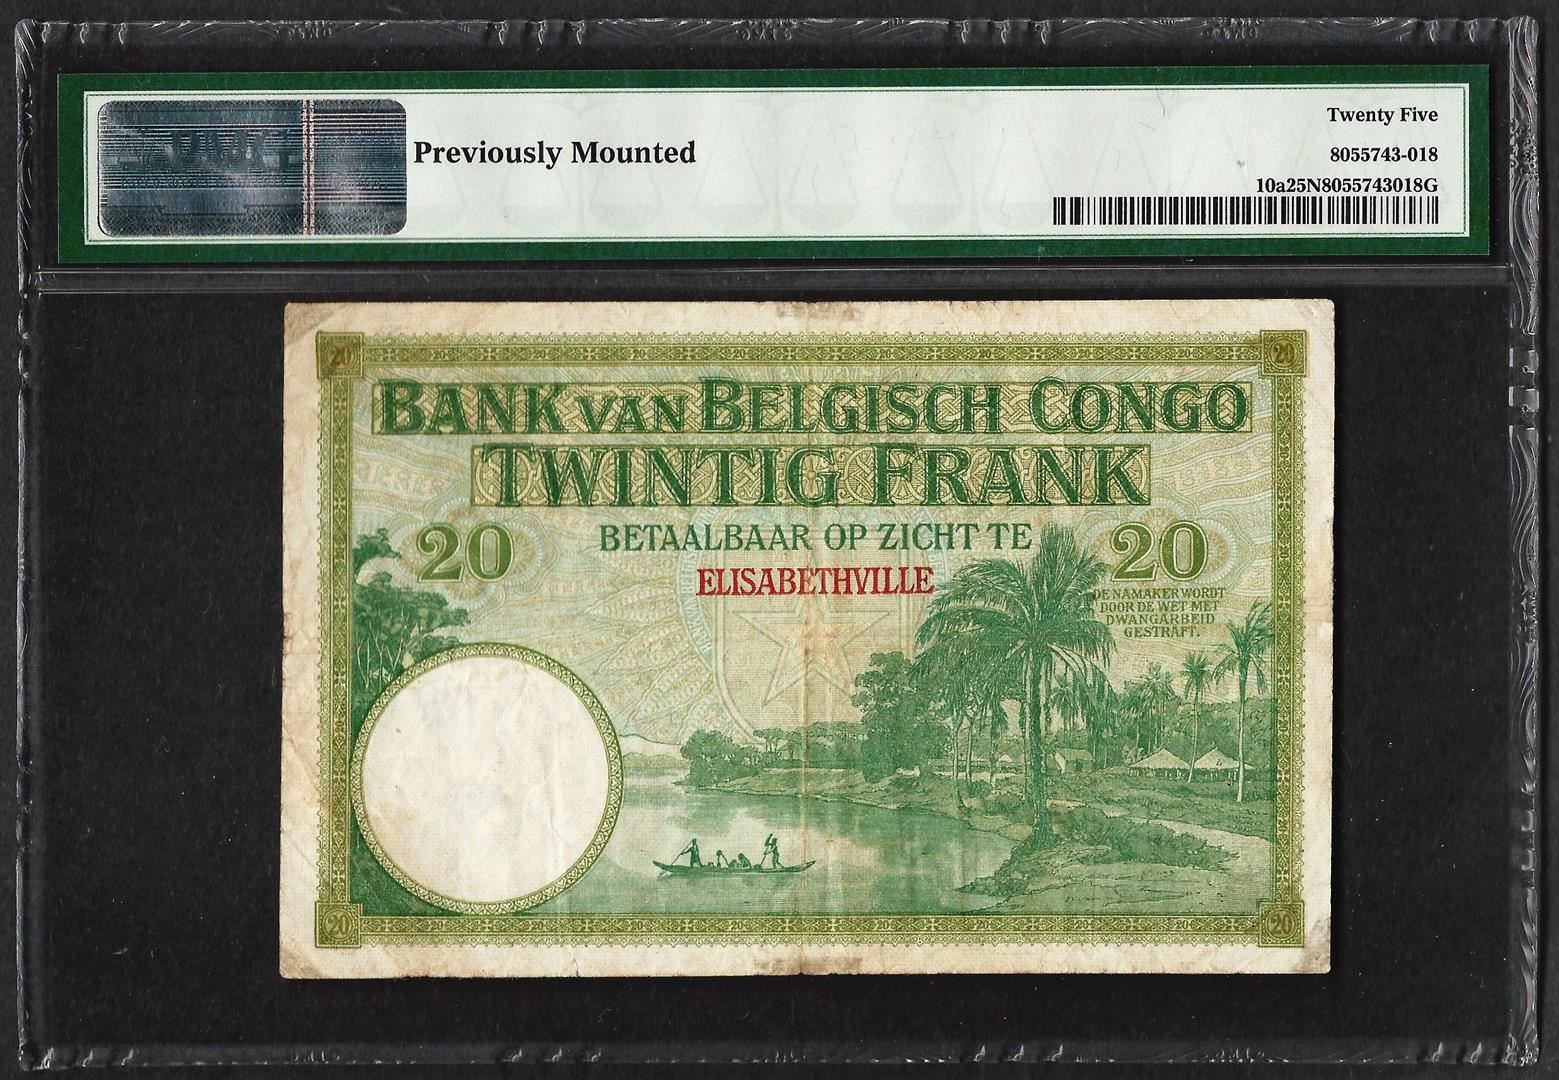 PMG
Previously Mounted
Twenty Five
8055743-018
10a25N8055743018G
20 20
BANK VAN BELGISCH CONGO
TWINTIG FRANK
20 BETAALBAAR OP ZICHT TE 20
ELISABETHVILLE
DE NAMAKER WORDT
DOOR DE WET MET
DWANGARBEID
GESTRAFT.
20 20